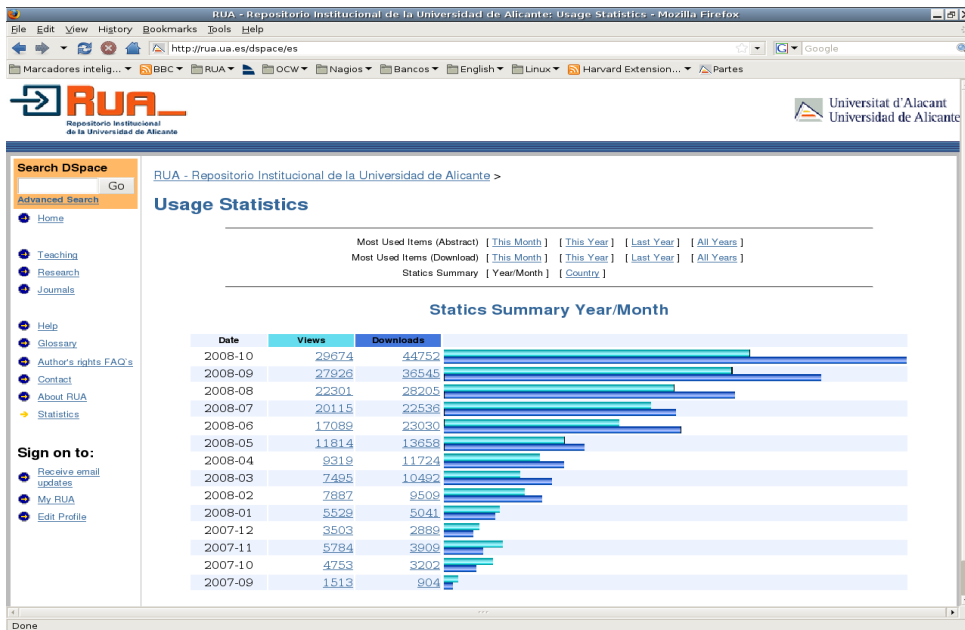 RUA - Repositorio Institucional de la Universidad de Alicante: Usage Statistics - Mozilla Firefox
File Edit View History Bookmarks Tools Help
http://rua.ua.es/dspace/es
Google
Marcadores intelig... BBC RUA OCW Nagios Bancos English Linux Harvard Extension... Partes
RUA
Repositorio Institucional
de la Universidad de Alicante
Universitat d'Alacant
Universidad de Alicante
Search DSpace
Go
Advanced Search
Home
Teaching
Research
Journals
Help
Glossary
Author's rights FAQ's
Contact
About RUA
Statistics
Sign on to:
Receive email
updates
My RUA
Edit Profile
RUA - Repositorio Institucional de la Universidad de Alicante >
Usage Statistics
Most Used Items (Abstract) [ This Month ] [ This Year ] [ Last Year ] [ All Years ]
Most Used Items (Download) [ This Month ] [ This Year ] [ Last Year ] [ All Years ]
Statics Summary [ Year/Month ] [ Country ]
Statics Summary Year/Month
Date Views Downloads
2008-10 29674 44752
2008-09 27926 36545
2008-08 22301 28205
2008-07 20115 22536
2008-06 17089 23030
2008-05 11814 13658
2008-04 9319 11724
2008-03 7495 10492
2008-02 7887 9509
2008-01 5529 5041
2007-12 3503 2889
2007-11 5784 3909
2007-10 4753 3202
2007-09 1513 904
Done